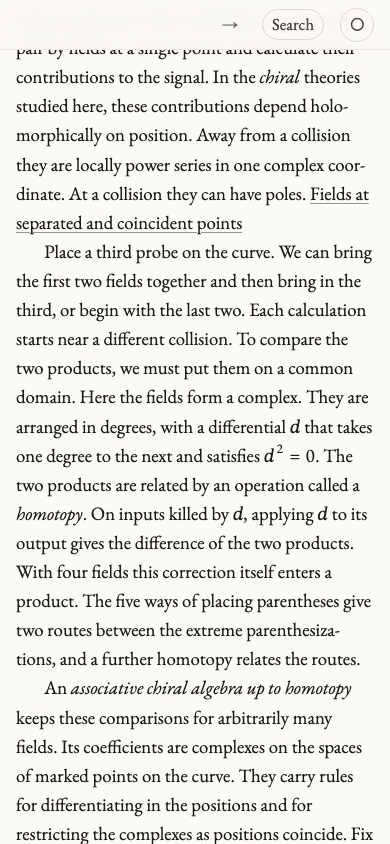 → Search
pair by fields at a single point and calculate their
contributions to the signal. In the chiral theories
studied here, these contributions depend holo-
morphically on position. Away from a collision
they are locally power series in one complex coor-
dinate. At a collision they can have poles. Fields at
separated and coincident points
Place a third probe on the curve. We can bring
the first two fields together and then bring in the
third, or begin with the last two. Each calculation
starts near a different collision. To compare the
two products, we must put them on a common
domain. Here the fields form a complex. They are
arranged in degrees, with a differential d that takes
one degree to the next and satisfies d² = 0. The
two products are related by an operation called a
homotopy. On inputs killed by d, applying d to its
output gives the difference of the two products.
With four fields this correction itself enters a
product. The five ways of placing parentheses give
two routes between the extreme parenthesiza-
tions, and a further homotopy relates the routes.
An associative chiral algebra up to homotopy
keeps these comparisons for arbitrarily many
fields. Its coefficients are complexes on the spaces
of marked points on the curve. They carry rules
for differentiating in the positions and for
restricting the complexes as positions coincide. Fix